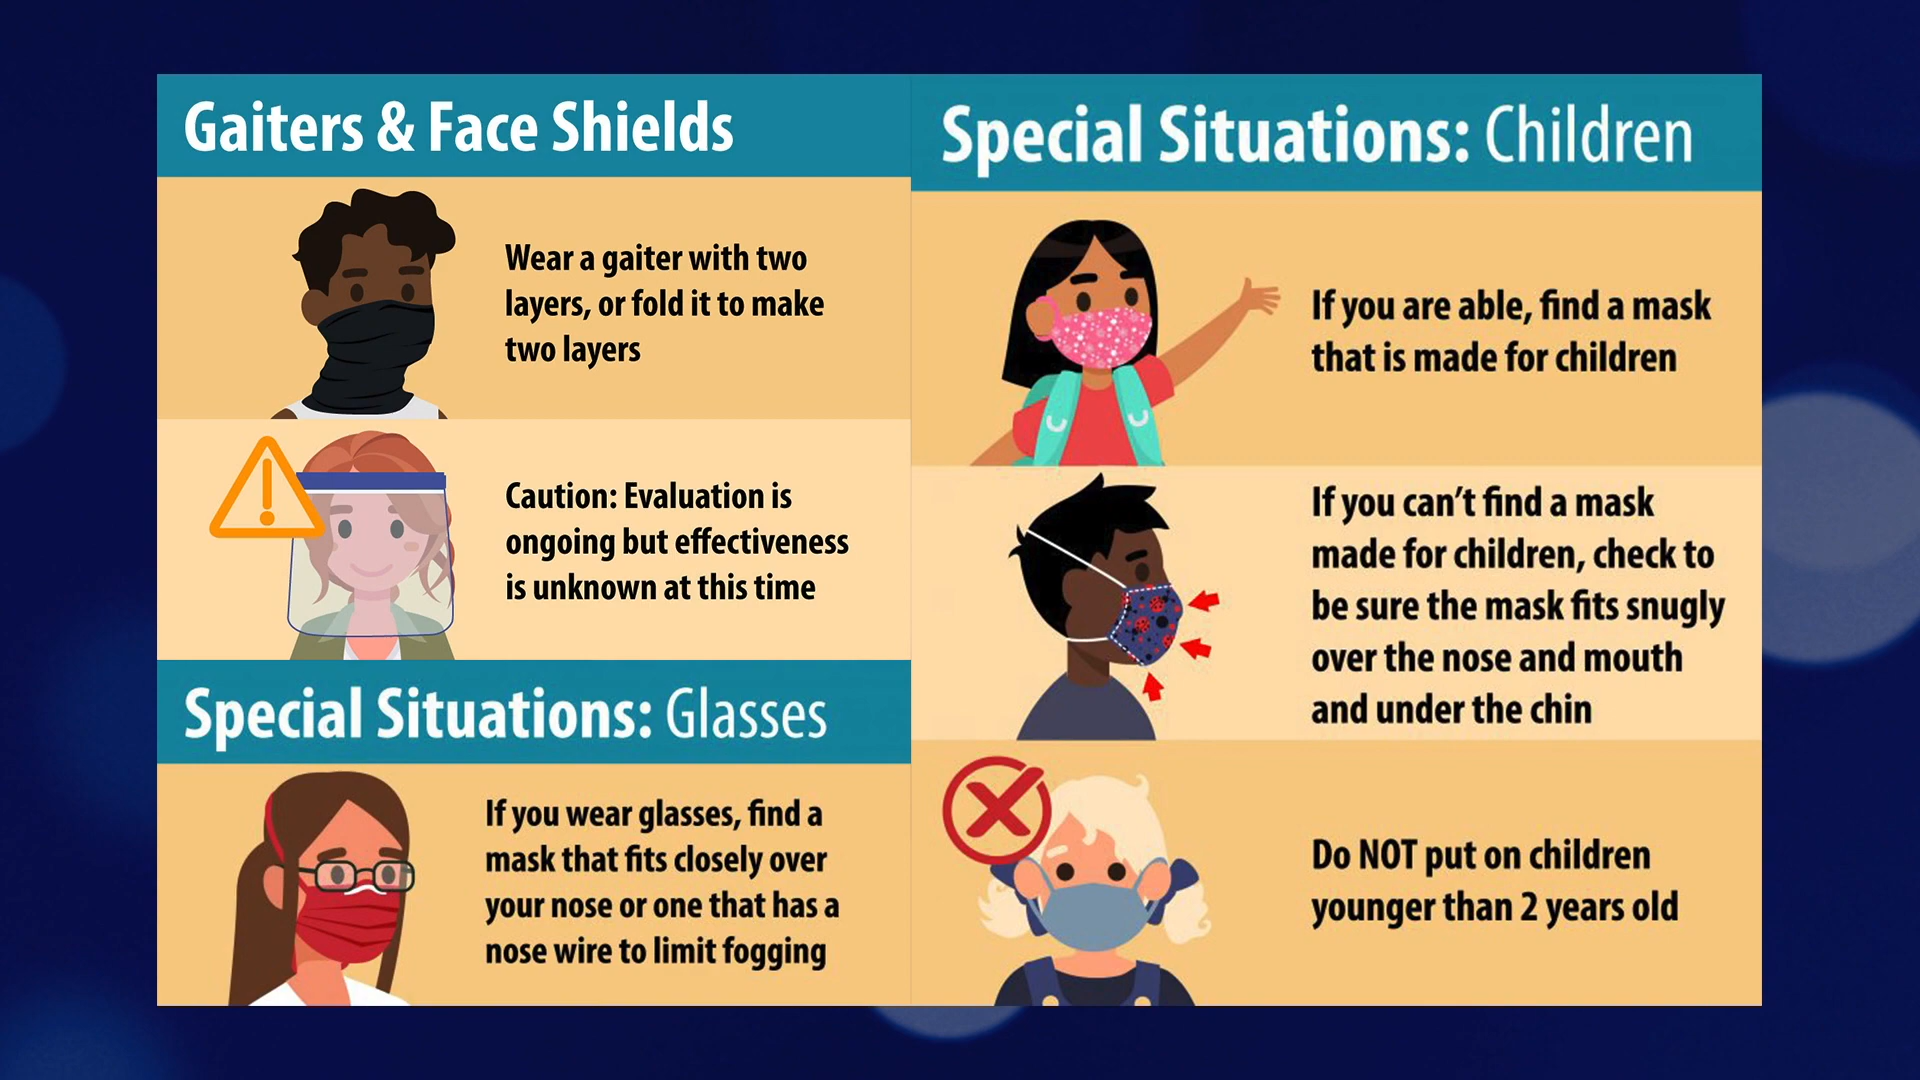 Gaiters & Face Shields
Wear a gaiter with two
layers, or fold it to make
two layers
Caution: Evaluation is
ongoing but effectiveness
is unknown at this time
Special Situations: Glasses
If you wear glasses, find a
mask that fits closely over
your nose or one that has a
nose wire to limit fogging
Special Situations: Children
If you are able, find a mask
that is made for children
If you can’t find a mask
made for children, check to
be sure the mask fits snugly
over the nose and mouth
and under the chin
Do NOT put on children
younger than 2 years old